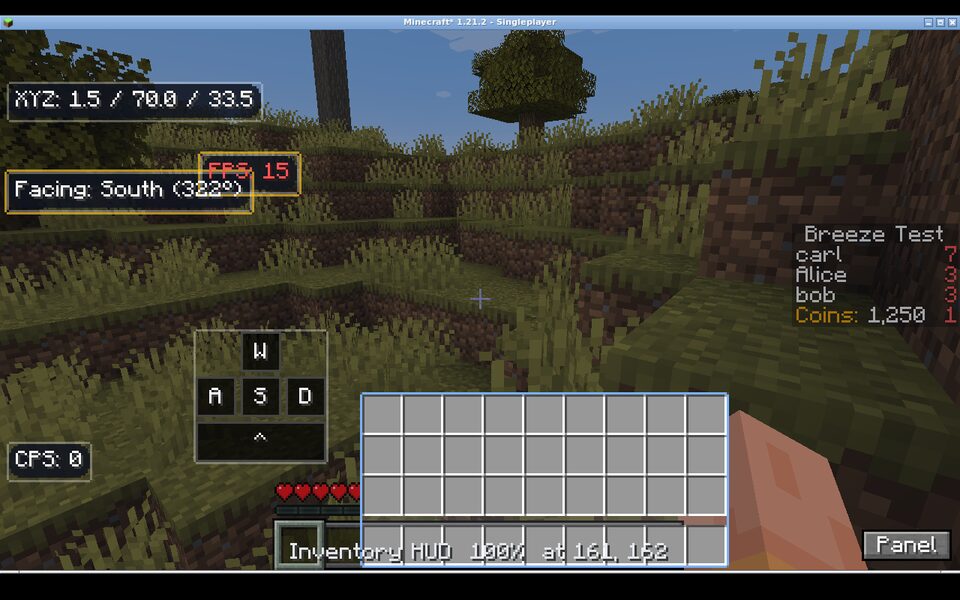 Minecraft* 1.21.2 - Singleplayer
XYZ: 1.5 / 70.0 / 33.5
FPS: 15
Facing: South (322°)
Breeze Test
carl 7
Alice 3
bob 3
Coins: 1,250 1
W
A S D
^
CPS: 0
Inventory HUD 100% at 161, 162
Panel